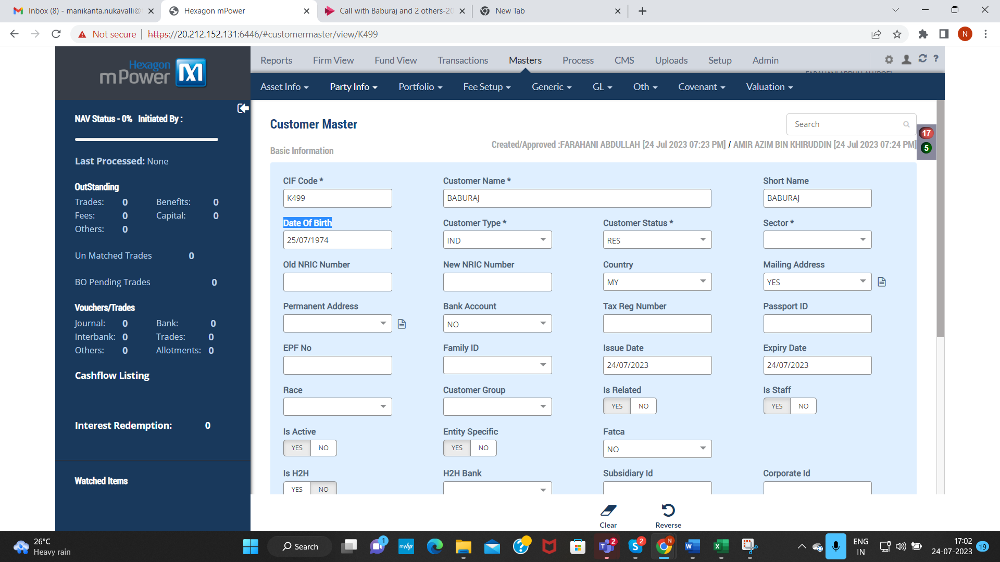 Inbox (8) - manikanta.nukavalli@
Hexagon mPower
Call with Baburaj and 2 others-20
New Tab
Not secure
https://20.212.152.131:6446/#customermaster/view/K499
N
Hexagon
mPower
Reports Firm View Fund View Transactions Masters Process CMS Uploads Setup Admin
?
Asset Info Party Info Portfolio Fee Setup Generic GL Oth Covenant Valuation
NAV Status - 0% Initiated By :
Last Processed: None
OutStanding
Trades: 0 Benefits: 0
Fees: 0 Capital: 0
Others: 0
Un Matched Trades 0
BO Pending Trades 0
Vouchers/Trades
Journal: 0 Bank: 0
Interbank: 0 Trades: 0
Others: 0 Allotments: 0
Cashflow Listing
Interest Redemption: 0
Watched Items
Customer Master
Search
17
5
Created/Approved :FARAHANI ABDULLAH [24 Jul 2023 07:23 PM] / AMIR AZIM BIN KHIRUDDIN [24 Jul 2023 07:24 PM]
Basic Information
CIF Code * Customer Name * Short Name
K499 BABURAJ BABURAJ
Date Of Birth Customer Type * Customer Status * Sector *
25/07/1974 IND RES
Old NRIC Number New NRIC Number Country Mailing Address
MY YES
Permanent Address Bank Account Tax Reg Number Passport ID
NO
EPF No Family ID Issue Date Expiry Date
24/07/2023 24/07/2023
Race Customer Group Is Related Is Staff
YES NO YES NO
Is Active Entity Specific Fatca
YES NO YES NO NO
Is H2H H2H Bank Subsidiary Id Corporate Id
YES NO
Clear Reverse
26°C
Heavy rain
Search
1
myhp
2
2
N
W
X
ENG
IN
17:02
24-07-2023
19